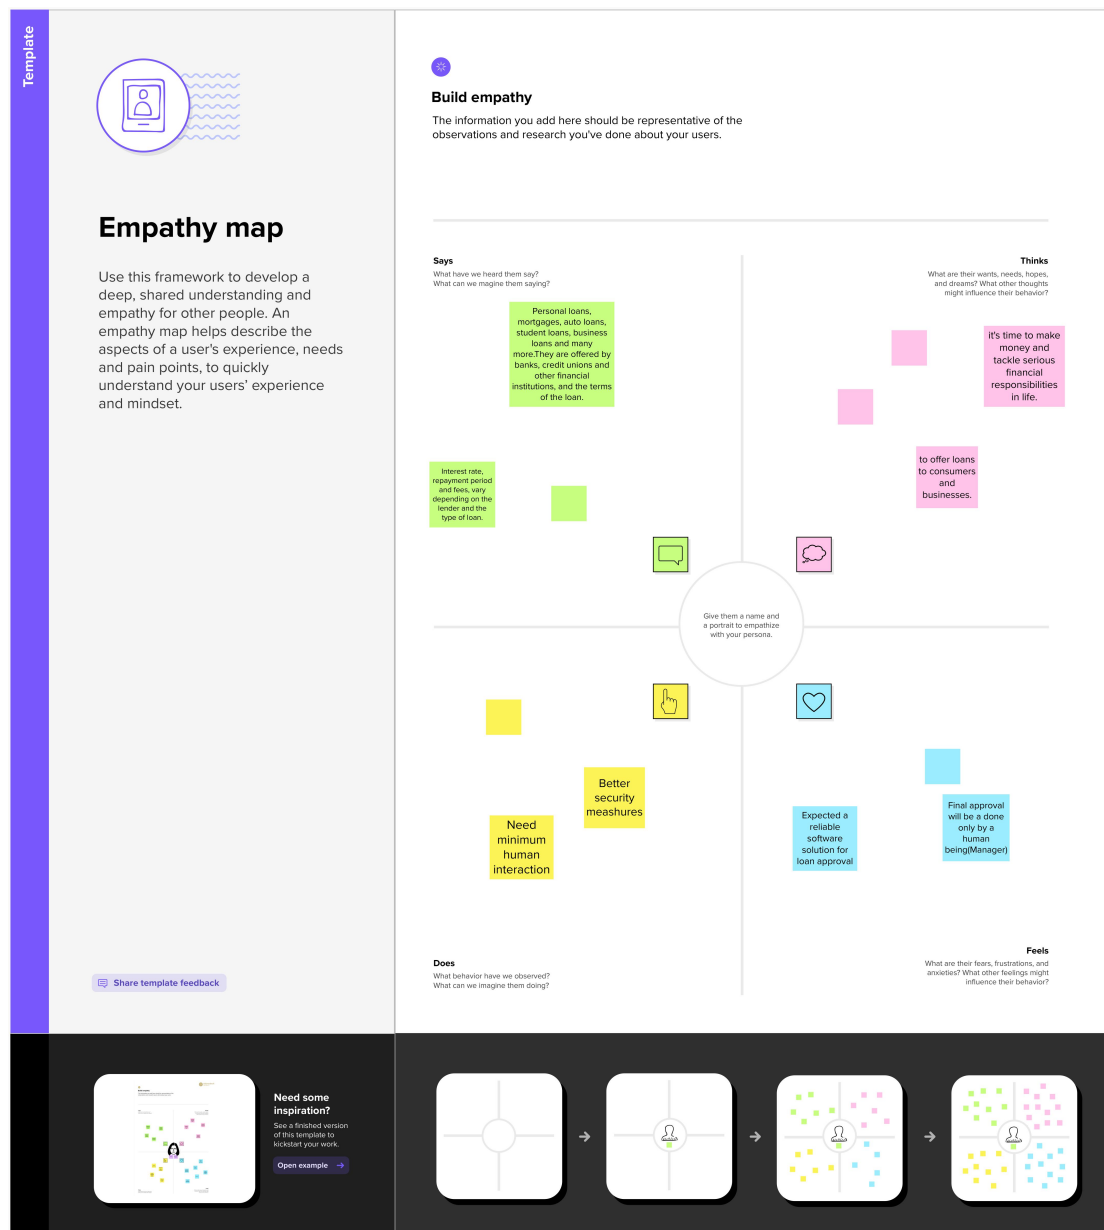 Template
Empathy map
Use this framework to develop a
deep, shared understanding and
empathy for other people. An
empathy map helps describe the
aspects of a user's experience, needs
and pain points, to quickly
understand your users' experience
and mindset.
Share template feedback
Build empathy
The information you add here should be representative of the
observations and research you've done about your users.
Says
What have we heard them say?
What can we magine them saying?
Personal loans,
mortgages, auto loans,
student loans, business
loans and many
more.They are offered by
banks, credit unions and
other financial
institutions, and the terms
of the loan.
Interest rate,
repayment period
and fees, vary
depending on the
lender and the
type of loan.
Thinks
What are their wants, needs, hopes,
and dreams? What other thoughts
might influence their behavior?
it's time to make
money and
tackle serious
financial
responsibilities
in life.
to offer loans
to consumers
and
businesses.
Give them a name and
a portrait to empathize
with your persona.
Better
security
meashures
Need
minimum
human
interaction
Does
What behavior have we observed?
What can we imagine them doing?
Expected a
reliable
software
solution for
loan approval
Final approval
will be a done
only by a
human
being(Manager)
Feels
What are their fears, frustrations, and
anxieties? What other feelings might
influence their behavior?
Need some
inspiration?
See a finished version
of this template to
kickstart your work.
Open example